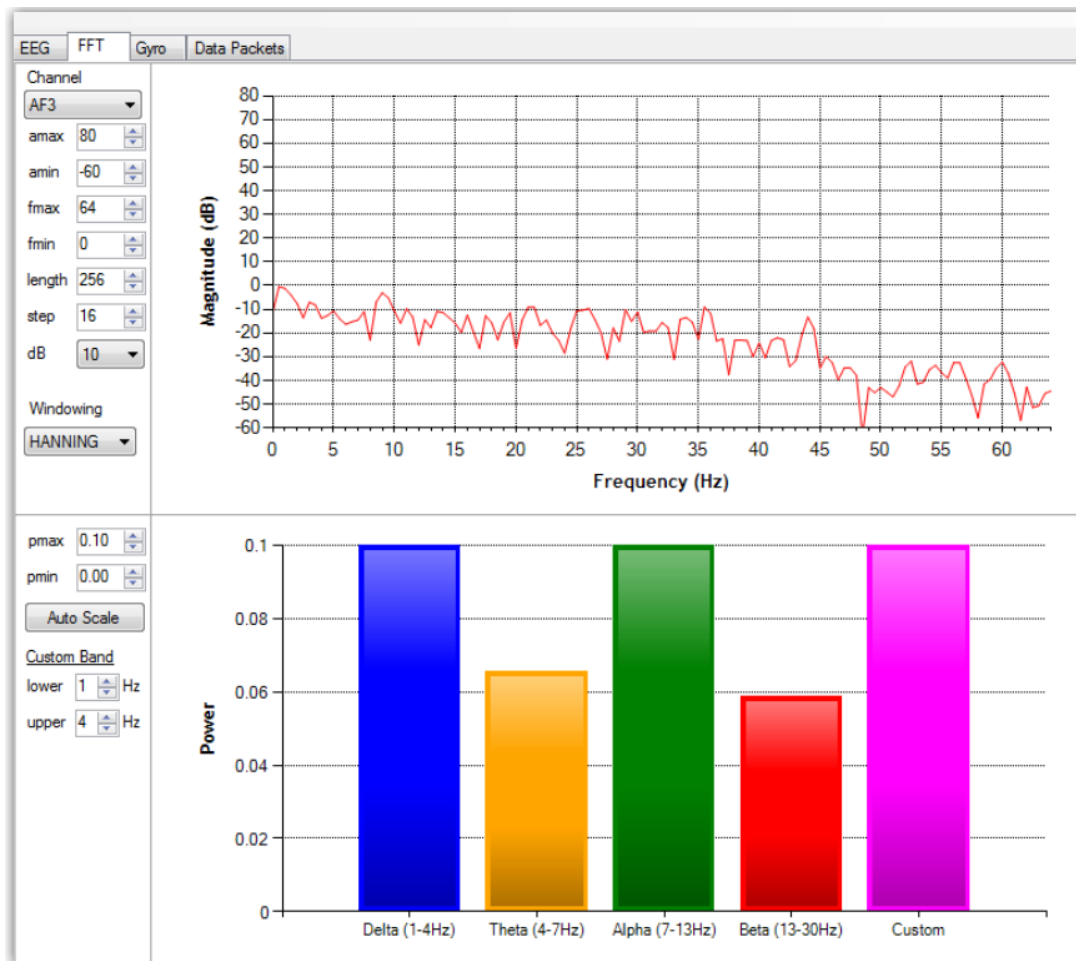 EEG FFT Gyro Data Packets
Channel
AF3
amax 80
amin -60
fmax 64
fmin 0
length 256
step 16
dB 10
Windowing
HANNING
80
70
60
50
40
30
20
10
0
-10
-20
-30
-40
-50
-60
Magnitude (dB)
0 5 10 15 20 25 30 35 40 45 50 55 60
Frequency (Hz)
pmax 0.10
pmin 0.00
Auto Scale
Custom Band
lower 1 Hz
upper 4 Hz
0.1
0.08
0.06
0.04
0.02
0
Power
Delta (1-4Hz) Theta (4-7Hz) Alpha (7-13Hz) Beta (13-30Hz) Custom